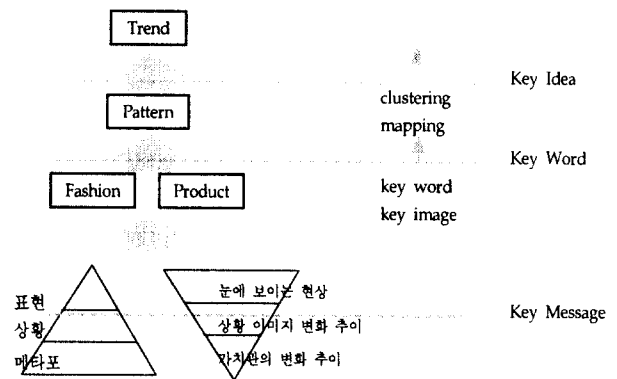 Trend
Key Idea
clustering
Pattern
mapping
Key Word
Fashion
Product
key word
key image
눈에 보이는 현상
표현
Key Message
상황
상황 이미지 변화 추이
메타포
가치관의 변화 추이